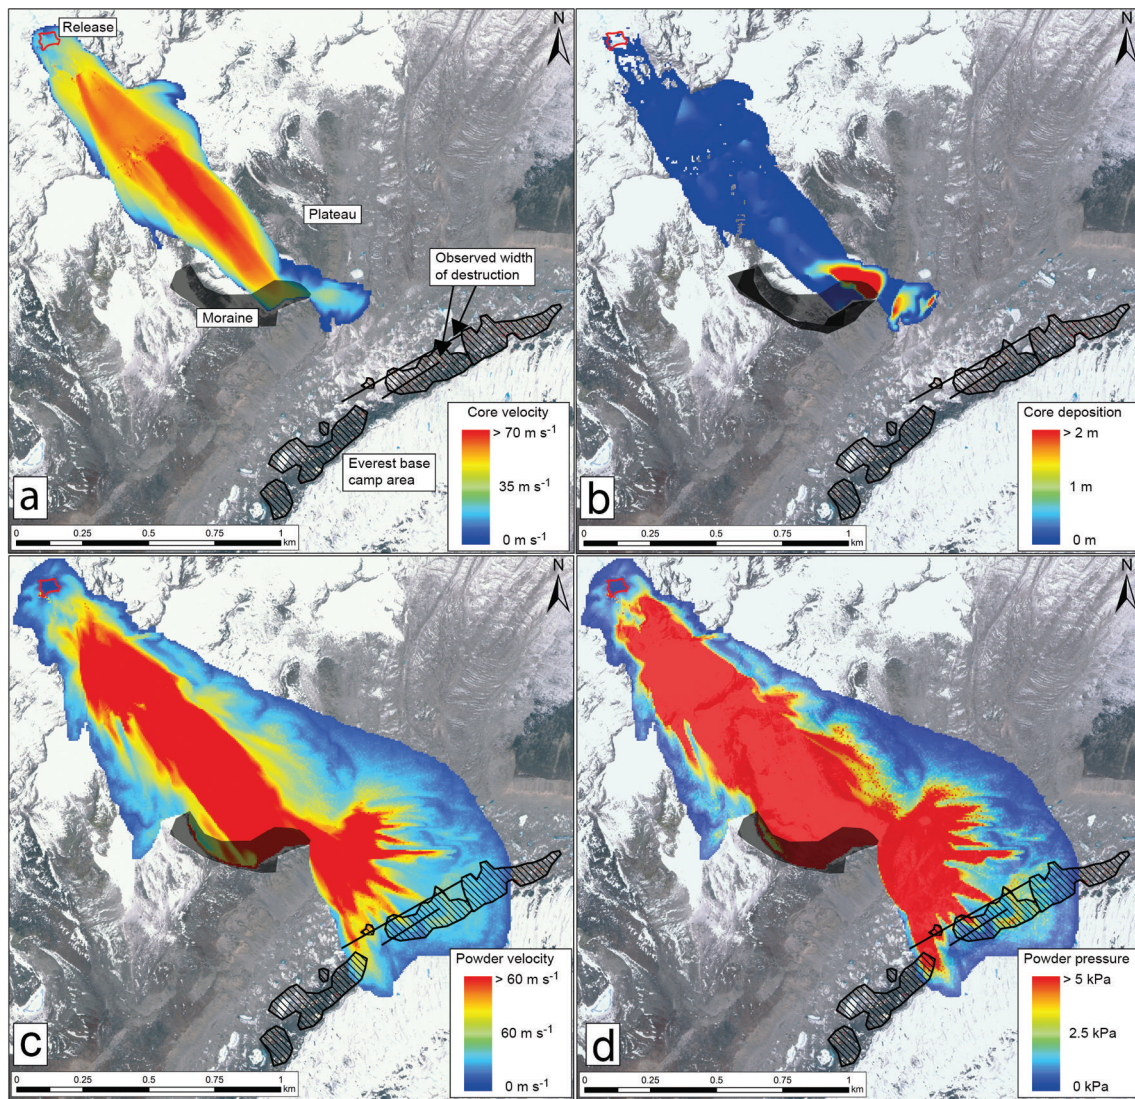 Release
N
Plateau
Observed width
of destruction
Moraine
Core velocity
> 70 m s-1
35 m s-1
0 m s-1
Everest base
camp area
a
0 0.25 0.5 0.75 1
km
N
Core deposition
> 2 m
1 m
0 m
b
0 0.25 0.5 0.75 1
km
N
Powder velocity
> 60 m s-1
60 m s-1
0 m s-1
c
0 0.25 0.5 0.75 1
km
N
Powder pressure
> 5 kPa
2.5 kPa
0 kPa
d
0 0.25 0.5 0.75 1
km